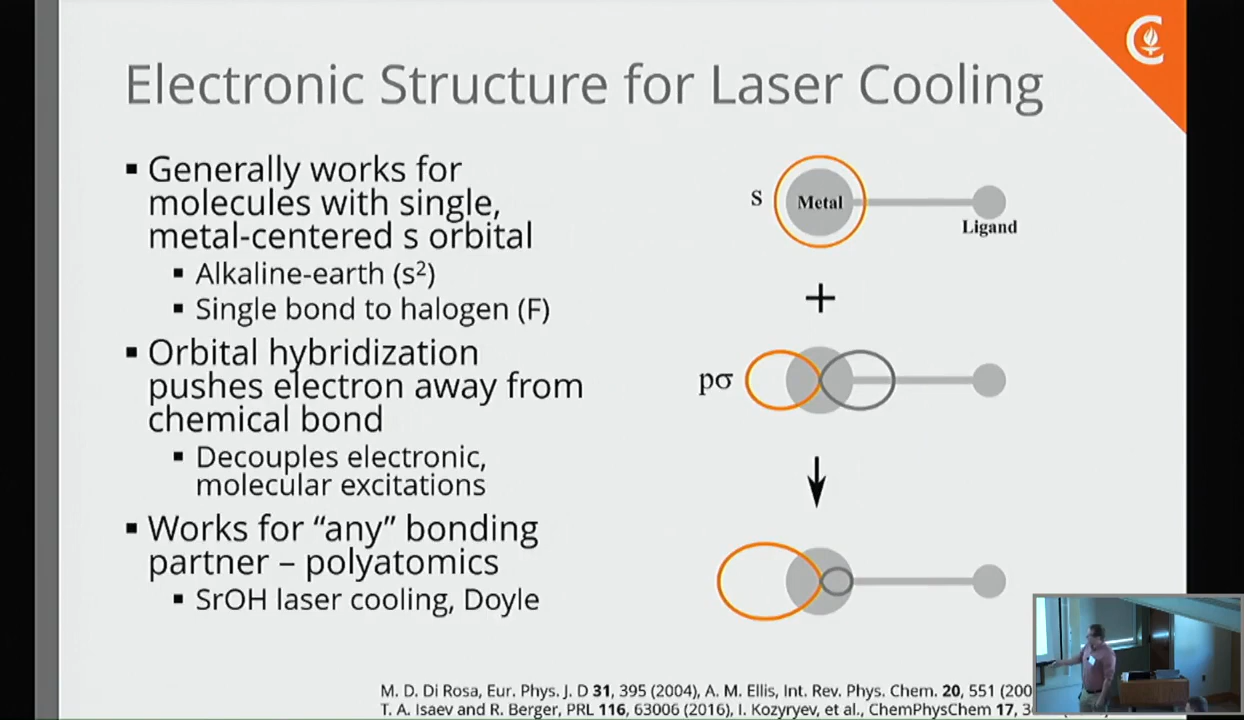 Electronic Structure for Laser Cooling
▪ Generally works for
molecules with single,
metal-centered s orbital
▪ Alkaline-earth (s²)
▪ Single bond to halogen (F)
▪ Orbital hybridization
pushes electron away from
chemical bond
▪ Decouples electronic,
molecular excitations
▪ Works for “any” bonding
partner – polyatomics
▪ SrOH laser cooling, Doyle
S
Metal
Ligand
+
pσ
M. D. Di Rosa, Eur. Phys. J. D 31, 395 (2004), A. M. Ellis, Int. Rev. Phys. Chem. 20, 551 (200
T. A. Isaev and R. Berger, PRL 116, 63006 (2016), I. Kozyryev, et al., ChemPhysChem 17, 3